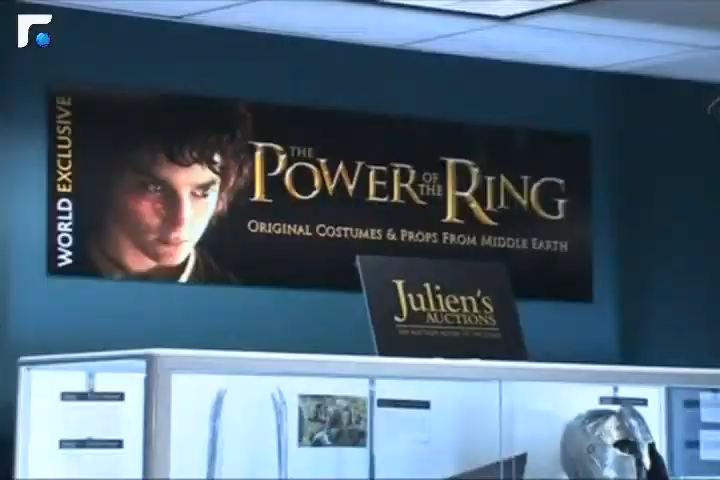 WORLD EXCLUSIVE
THE POWER OF THE RING
ORIGINAL COSTUMES & PROPS FROM MIDDLE EARTH
Julien's
AUCTIONS